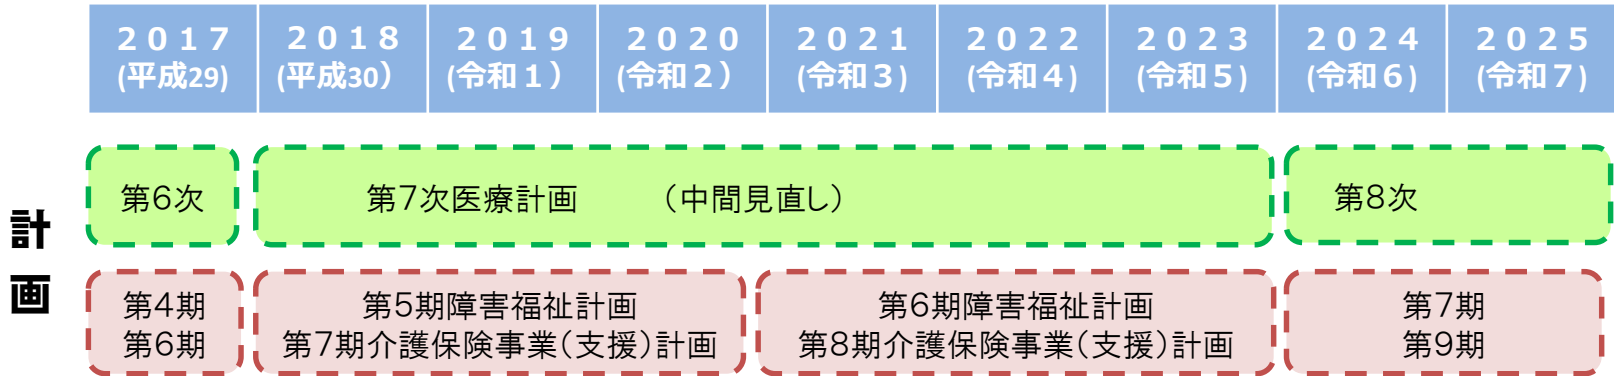 ２０１７ ２０１８ ２０１９ ２０２０ ２０２１ ２０２２ ２０２３ ２０２４ ２０２５
(平成29) (平成30） (令和１） (令和２） (令和３) (令和４) (令和５) (令和６) (令和７)
計画
第６次 第７次医療計画 （中間見直し） 第８次
第４期 第５期障害福祉計画 第６期障害福祉計画 第７期
第６期 第７期介護保険事業（支援）計画 第８期介護保険事業（支援）計画 第９期